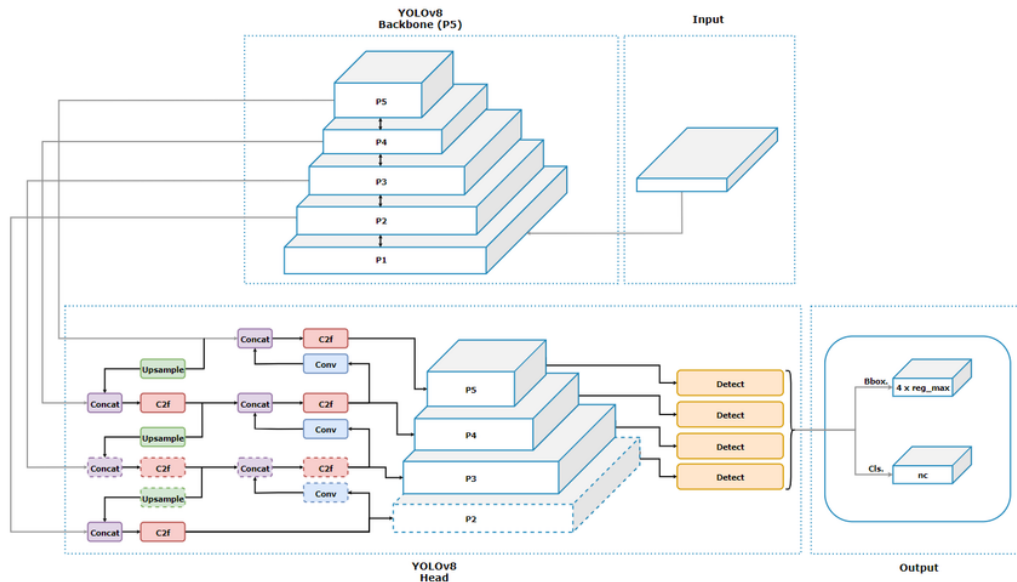 YOLOv8
Backbone (P5)
Input
P5
P4
P3
P2
P1
Concat
C2f
Upsample
Conv
Concat
C2f
Concat
C2f
Upsample
Conv
Concat
C2f
Concat
C2f
Upsample
Conv
Concat
C2f
P5
P4
P3
P2
Detect
Detect
Detect
Detect
Bbox.
4 x reg_max
Cls.
nc
YOLOv8
Head
Output